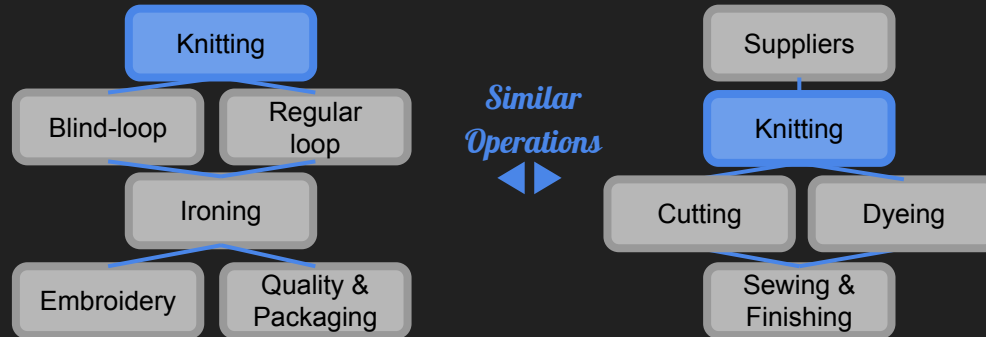 Knitting
Blind-loop
Regular
loop
Ironing
Embroidery
Quality &
Packaging
Similar
Operations
Suppliers
Knitting
Cutting
Dyeing
Sewing &
Finishing